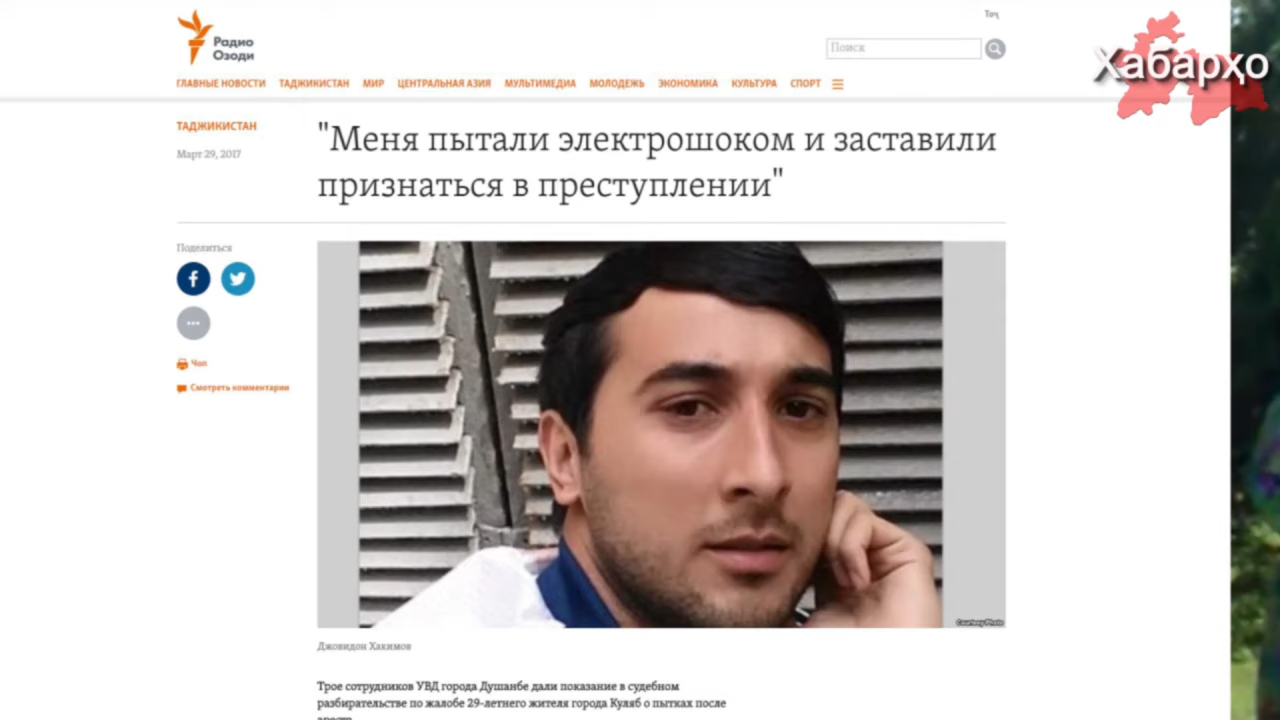 Тоҷ
Радио
Озоди
Поиск
Хабарҳо
ГЛАВНЫЕ НОВОСТИ ТАДЖИКИСТАН МИР ЦЕНТРАЛЬНАЯ АЗИЯ МУЛЬТИМЕДИА МОЛОДЕЖЬ ЭКОНОМИКА КУЛЬТУРА СПОРТ
ТАДЖИКИСТАН
Март 29, 2017
"Меня пытали электрошоком и заставили
признаться в преступлении"
Поделиться
Чоп
Смотреть комментарии
Courtesy Photo
Джовидон Хакимов
Трое сотрудников УВД города Душанбе дали показание в судебном
разбирательстве по жалобе 29-летнего жителя города Куляб о пытках после